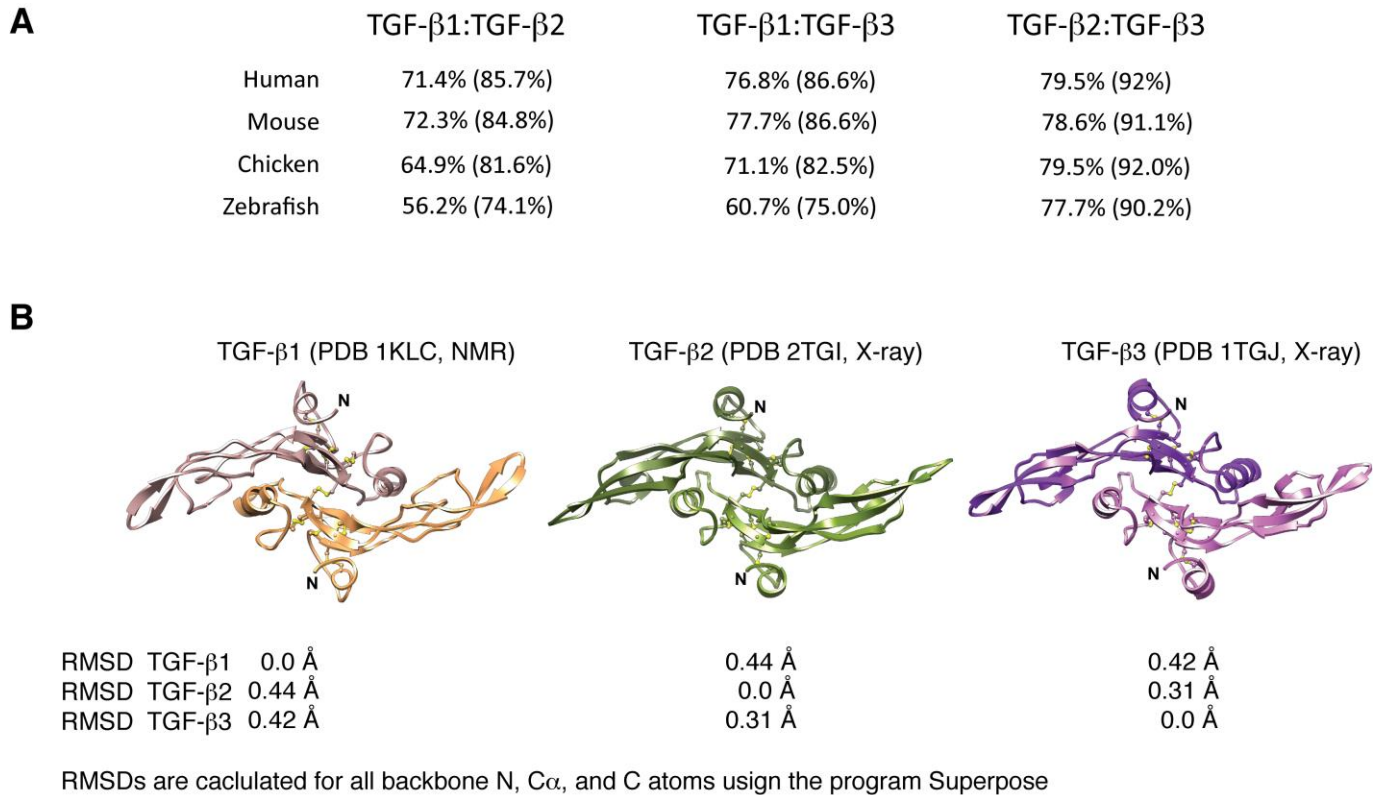 A
TGF-β1:TGF-β2 TGF-β1:TGF-β3 TGF-β2:TGF-β3
Human 71.4% (85.7%) 76.8% (86.6%) 79.5% (92%)
Mouse 72.3% (84.8%) 77.7% (86.6%) 78.6% (91.1%)
Chicken 64.9% (81.6%) 71.1% (82.5%) 79.5% (92.0%)
Zebrafish 56.2% (74.1%) 60.7% (75.0%) 77.7% (90.2%)
B
TGF-β1 (PDB 1KLC, NMR) TGF-β2 (PDB 2TGI, X-ray) TGF-β3 (PDB 1TGJ, X-ray)
N N N
N N N
RMSD TGF-β1 0.0 Å 0.44 Å 0.42 Å
RMSD TGF-β2 0.44 Å 0.0 Å 0.31 Å
RMSD TGF-β3 0.42 Å 0.31 Å 0.0 Å
RMSDs are caclulated for all backbone N, Cα, and C atoms usign the program Superpose